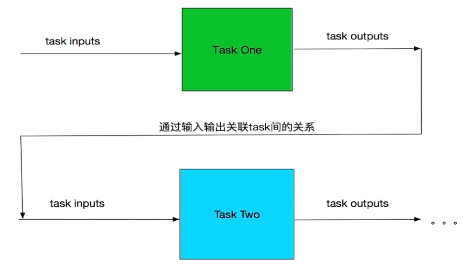 task inputs
Task One
task outputs
通过输入输出关联task间的关系
task inputs
Task Two
task outputs
。。。